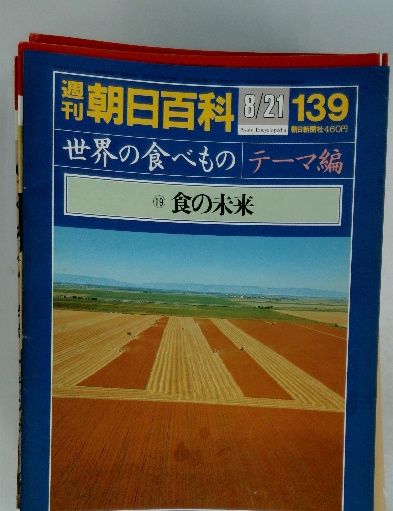 週刊 朝日百科 8/21 139
Asahi Encyclopedia 朝日新聞社 460円
世界の食べもの テーマ編
⑲ 食の未来